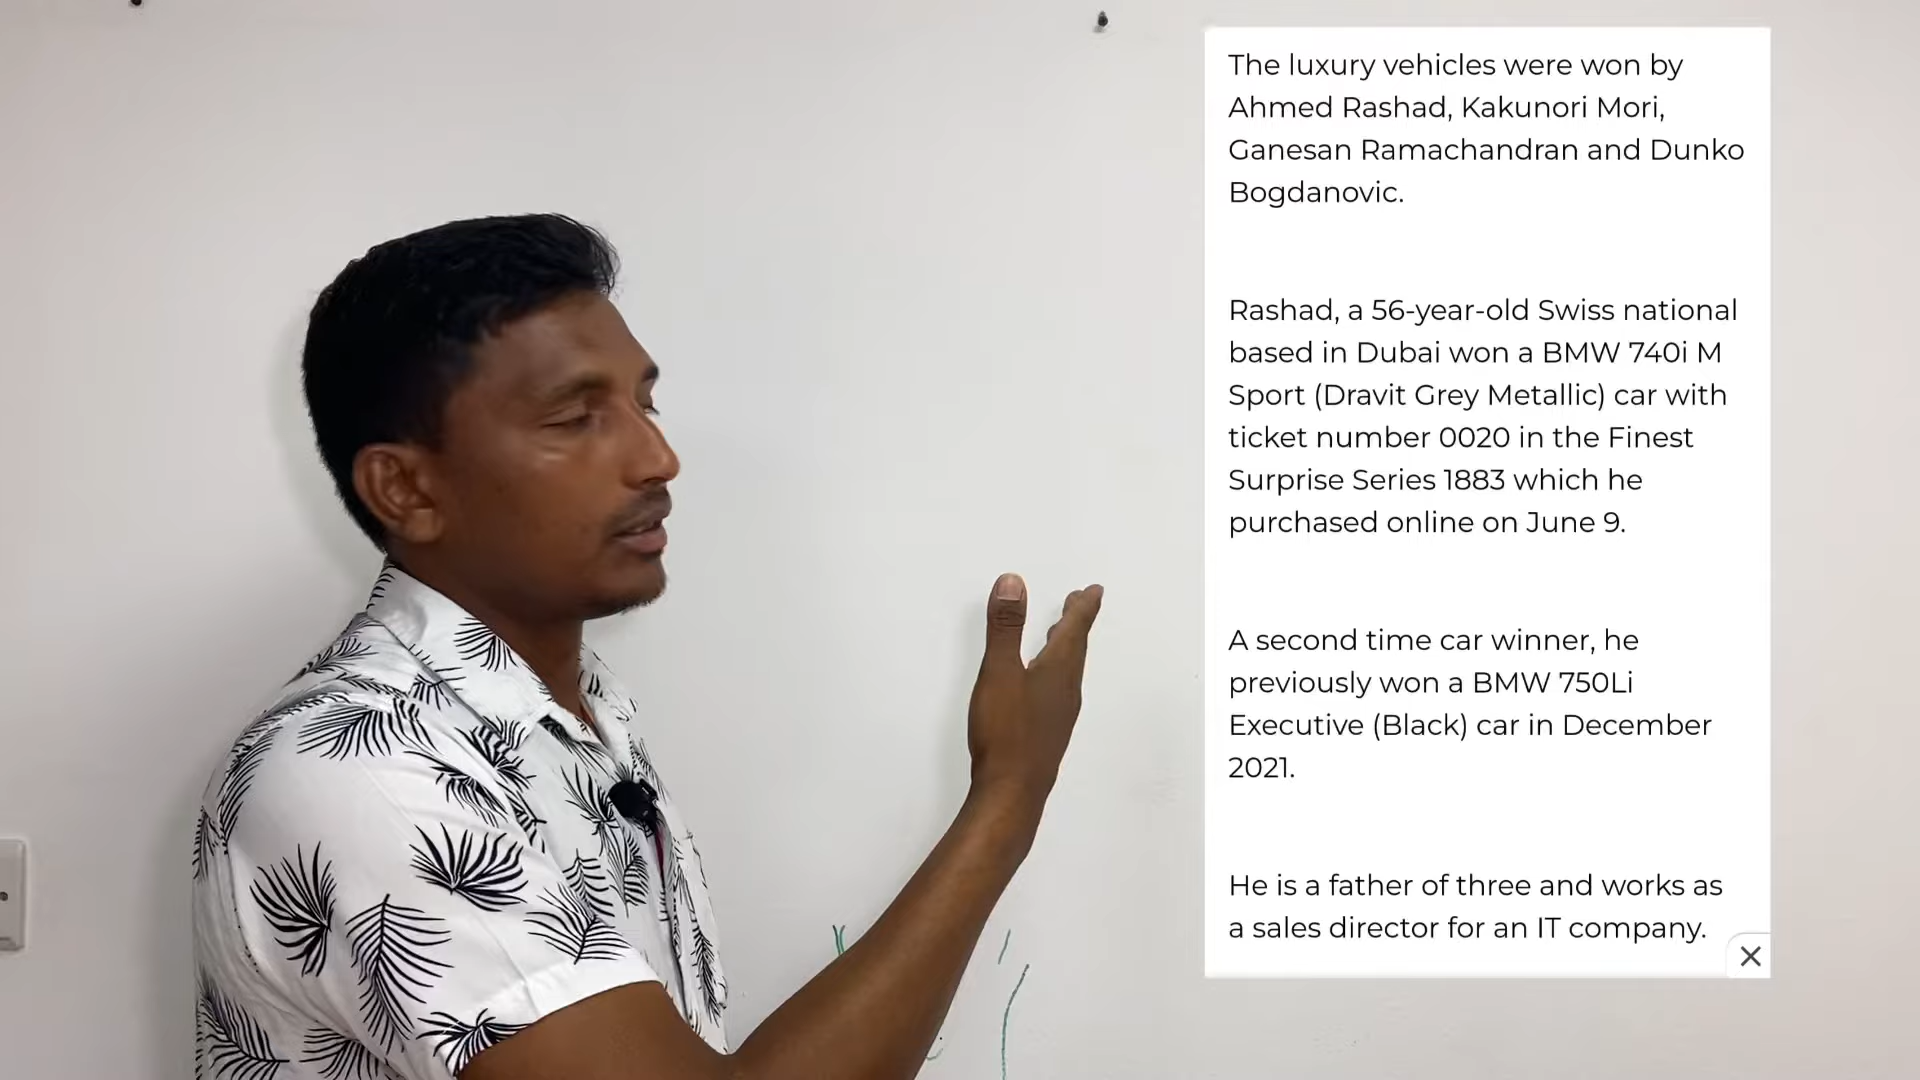 The luxury vehicles were won by
Ahmed Rashad, Kakunori Mori,
Ganesan Ramachandran and Dunko
Bogdanovic.
Rashad, a 56-year-old Swiss national
based in Dubai won a BMW 740i M
Sport (Dravit Grey Metallic) car with
ticket number 0020 in the Finest
Surprise Series 1883 which he
purchased online on June 9.
A second time car winner, he
previously won a BMW 750Li
Executive (Black) car in December
2021.
He is a father of three and works as
a sales director for an IT company.